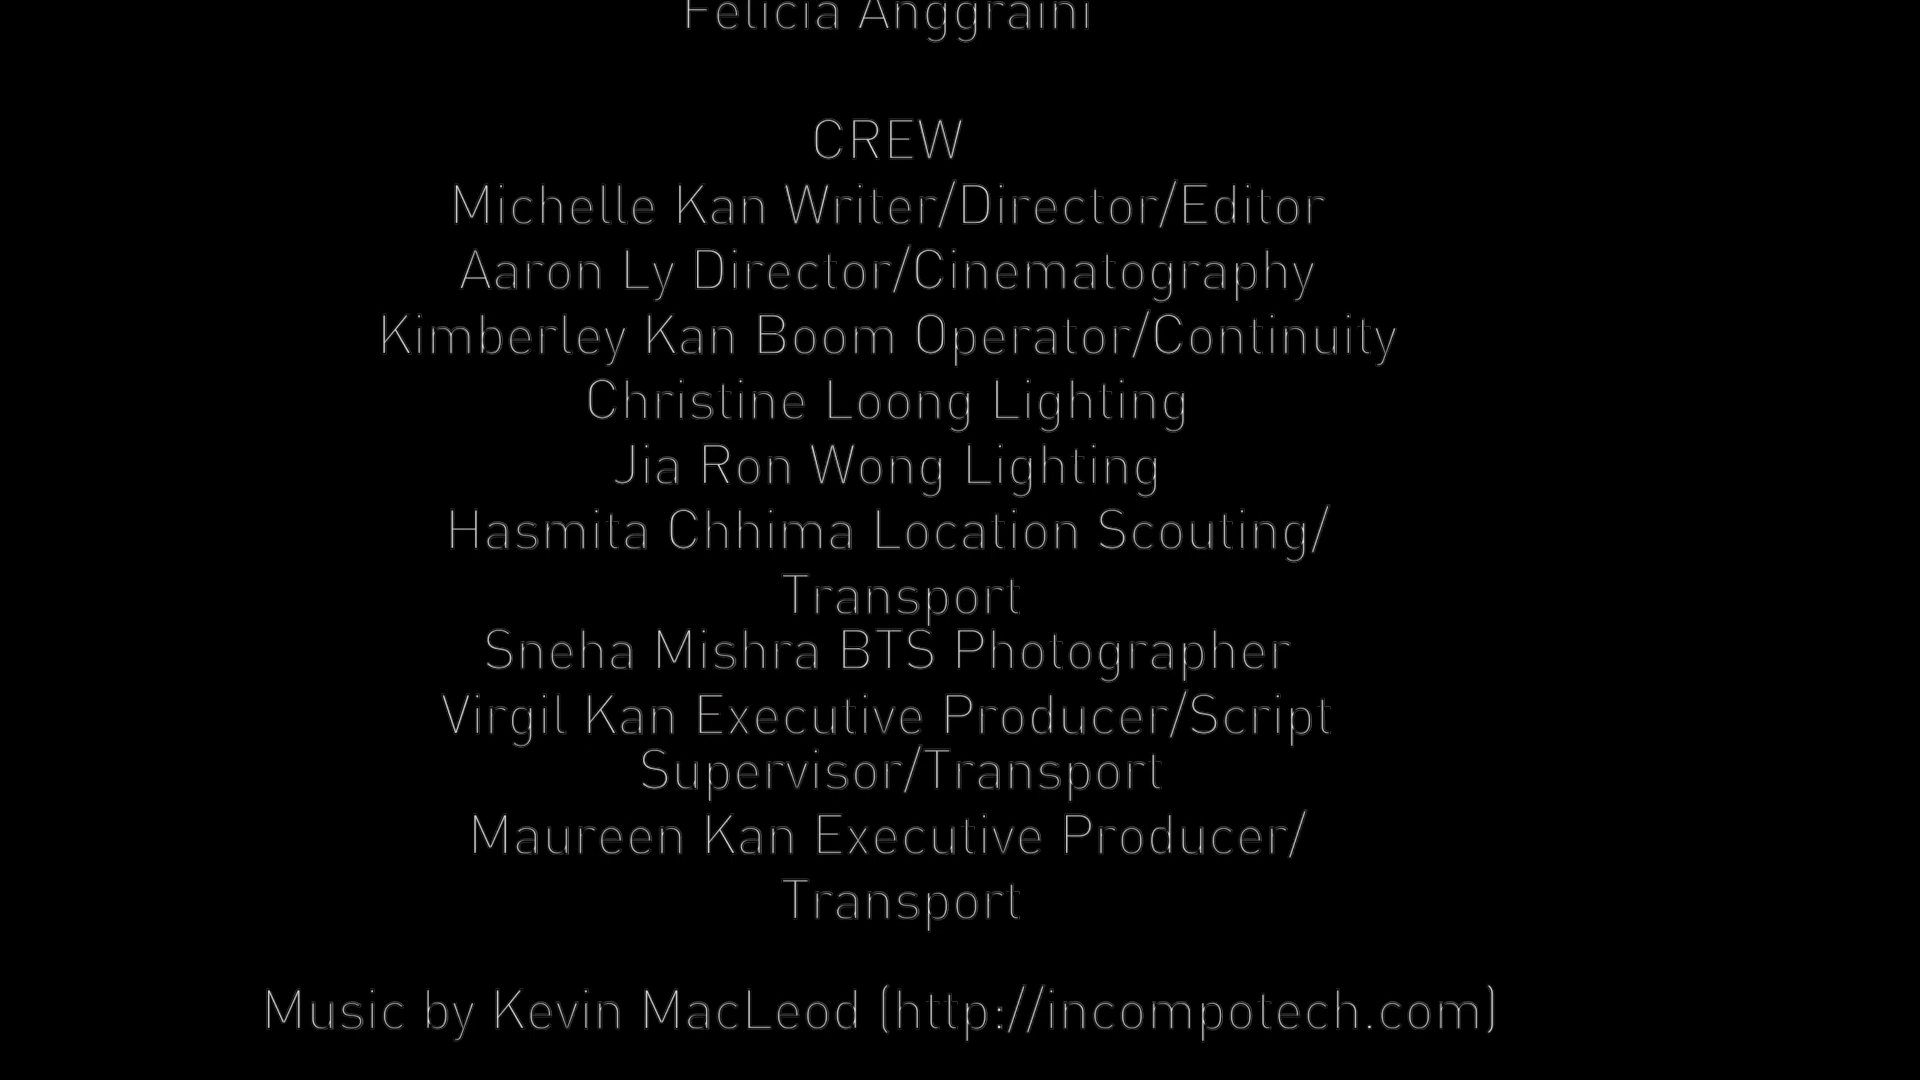 Felicia Anggraini
CREW
Michelle Kan Writer/Director/Editor
Aaron Ly Director/Cinematography
Kimberley Kan Boom Operator/Continuity
Christine Loong Lighting
Jia Ron Wong Lighting
Hasmita Chhima Location Scouting/
Transport
Sneha Mishra BTS Photographer
Virgil Kan Executive Producer/Script
Supervisor/Transport
Maureen Kan Executive Producer/
Transport
Music by Kevin MacLeod (http://incompotech.com)